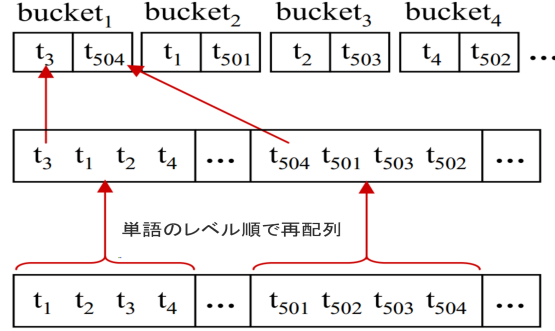 bucket₁ bucket₂ bucket₃ bucket₄
t₃ t₅₀₄ t₁ t₅₀₁ t₂ t₅₀₃ t₄ t₅₀₂ ...
t₃ t₁ t₂ t₄ ... t₅₀₄ t₅₀₁ t₅₀₃ t₅₀₂ ...
単語のレベル順で再配列
t₁ t₂ t₃ t₄ ... t₅₀₁ t₅₀₂ t₅₀₃ t₅₀₄ ...